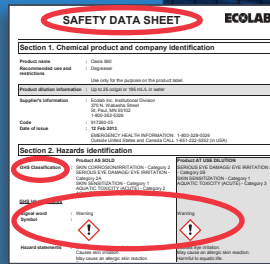 SAFETY DATA SHEET
ECOLAB
Section 1. Chemical product and company identification
Product name : Oasis
Recommended use and restrictions : Degreaser
Use only for the purpose on the product label.
Product dilution information : Up to 25 oz/gal or 195 mL/L in water
Supplier's information : Ecolab Inc. Institutional Division
370 N. Wabasha Street
St. Paul, MN 55102
1-800-352-5326
Code : 917260-05
Date of issue : 12 Feb 2013
EMERGENCY HEALTH INFORMATION: 1-800-328-0026
Outside United States and Canada CALL 1-651-222-5352 (in USA)
Section 2. Hazards identification
Product AS SOLD
Product AT USE DILUTION
GHS Classification : SKIN CORROSION/IRRITATION - Category 2
SERIOUS EYE DAMAGE/ EYE IRRITATION -
Category 2A
SKIN SENSITIZATION - Category 1
AQUATIC TOXICITY (ACUTE) - Category 2
SERIOUS EYE DAMAGE/ EYE IRRITATION
- Category 2B
SKIN SENSITIZATION - Category 1
AQUATIC TOXICITY (ACUTE) - Category 3
GHS
Signal word : Warning
Warning
Symbol :
Hazard statements :
Causes skin irritation.
May cause an allergic skin reaction.
eye irritation.
May cause an allergic skin reaction.
Harmful to aquatic life.